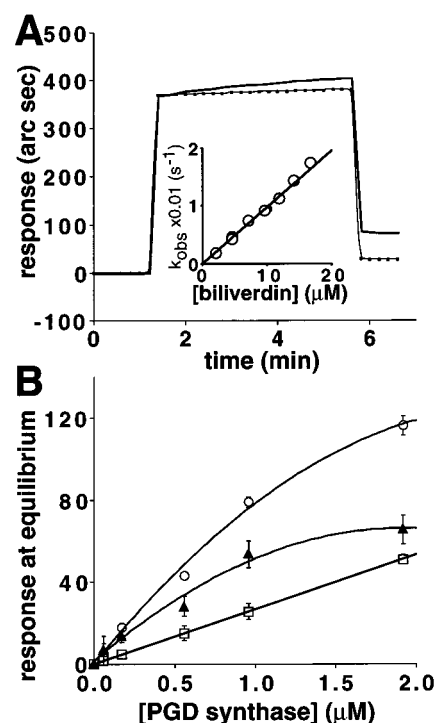 A
response (arc sec)
500
400
300
200
100
0
-100
0 2 4 6
time (min)
k_obs x0.01 (s⁻¹)
2
1
0
0 10 20
[biliverdin] (μM)
B
response at equilibrium
120
80
40
0
0.0 0.5 1.0 1.5 2.0
[PGD synthase] (μM)